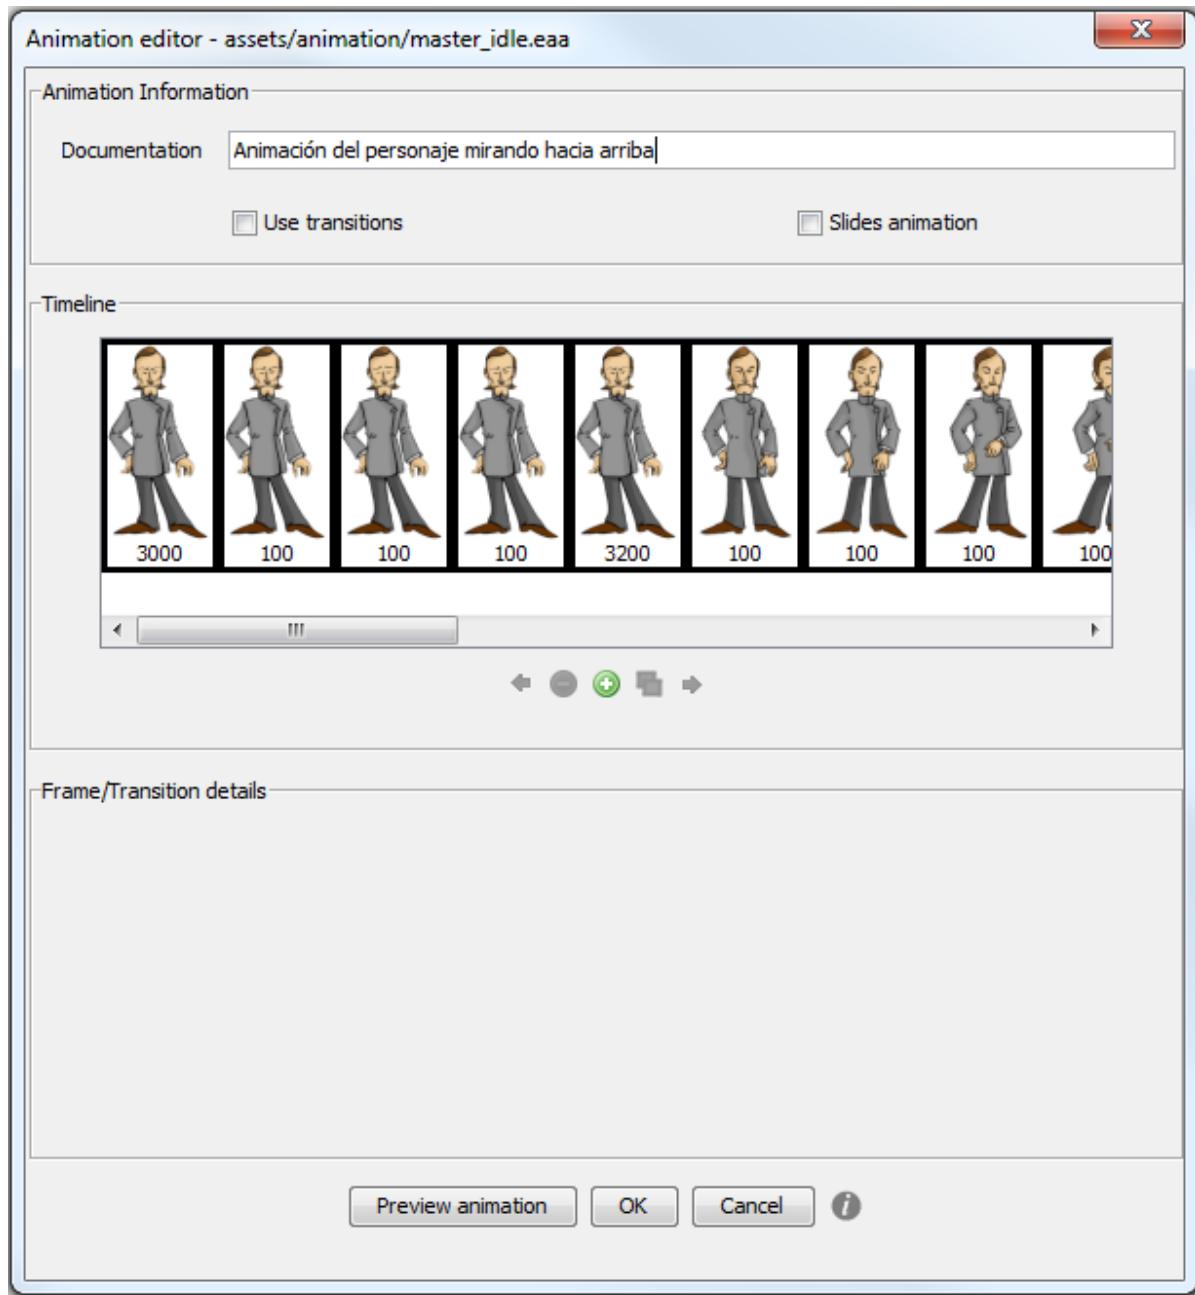 Animation editor - assets/animation/master_idle.eaa
Animation Information
Documentation Animación del personaje mirando hacia arriba
Use transitions Slides animation
Timeline
3000 100 100 100 3200 100 100 100 100
Frame/Transition details
Preview animation OK Cancel